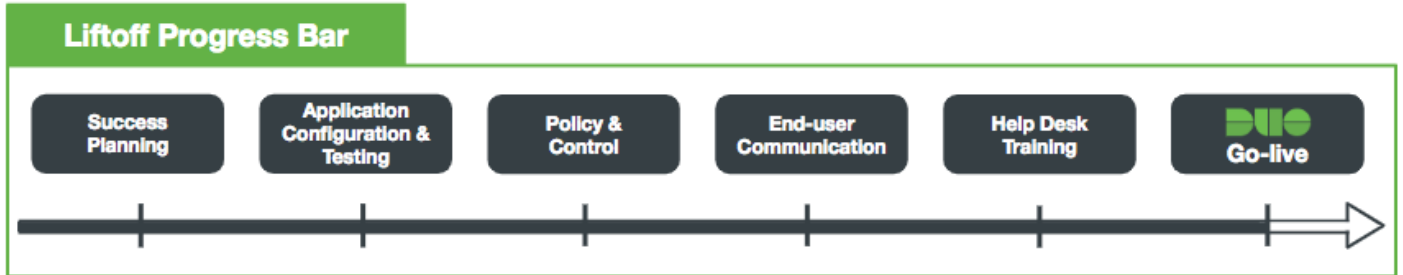 Liftoff Progress Bar
Success
Planning
Application
Configuration &
Testing
Policy &
Control
End-user
Communication
Help Desk
Training
DUO
Go-live